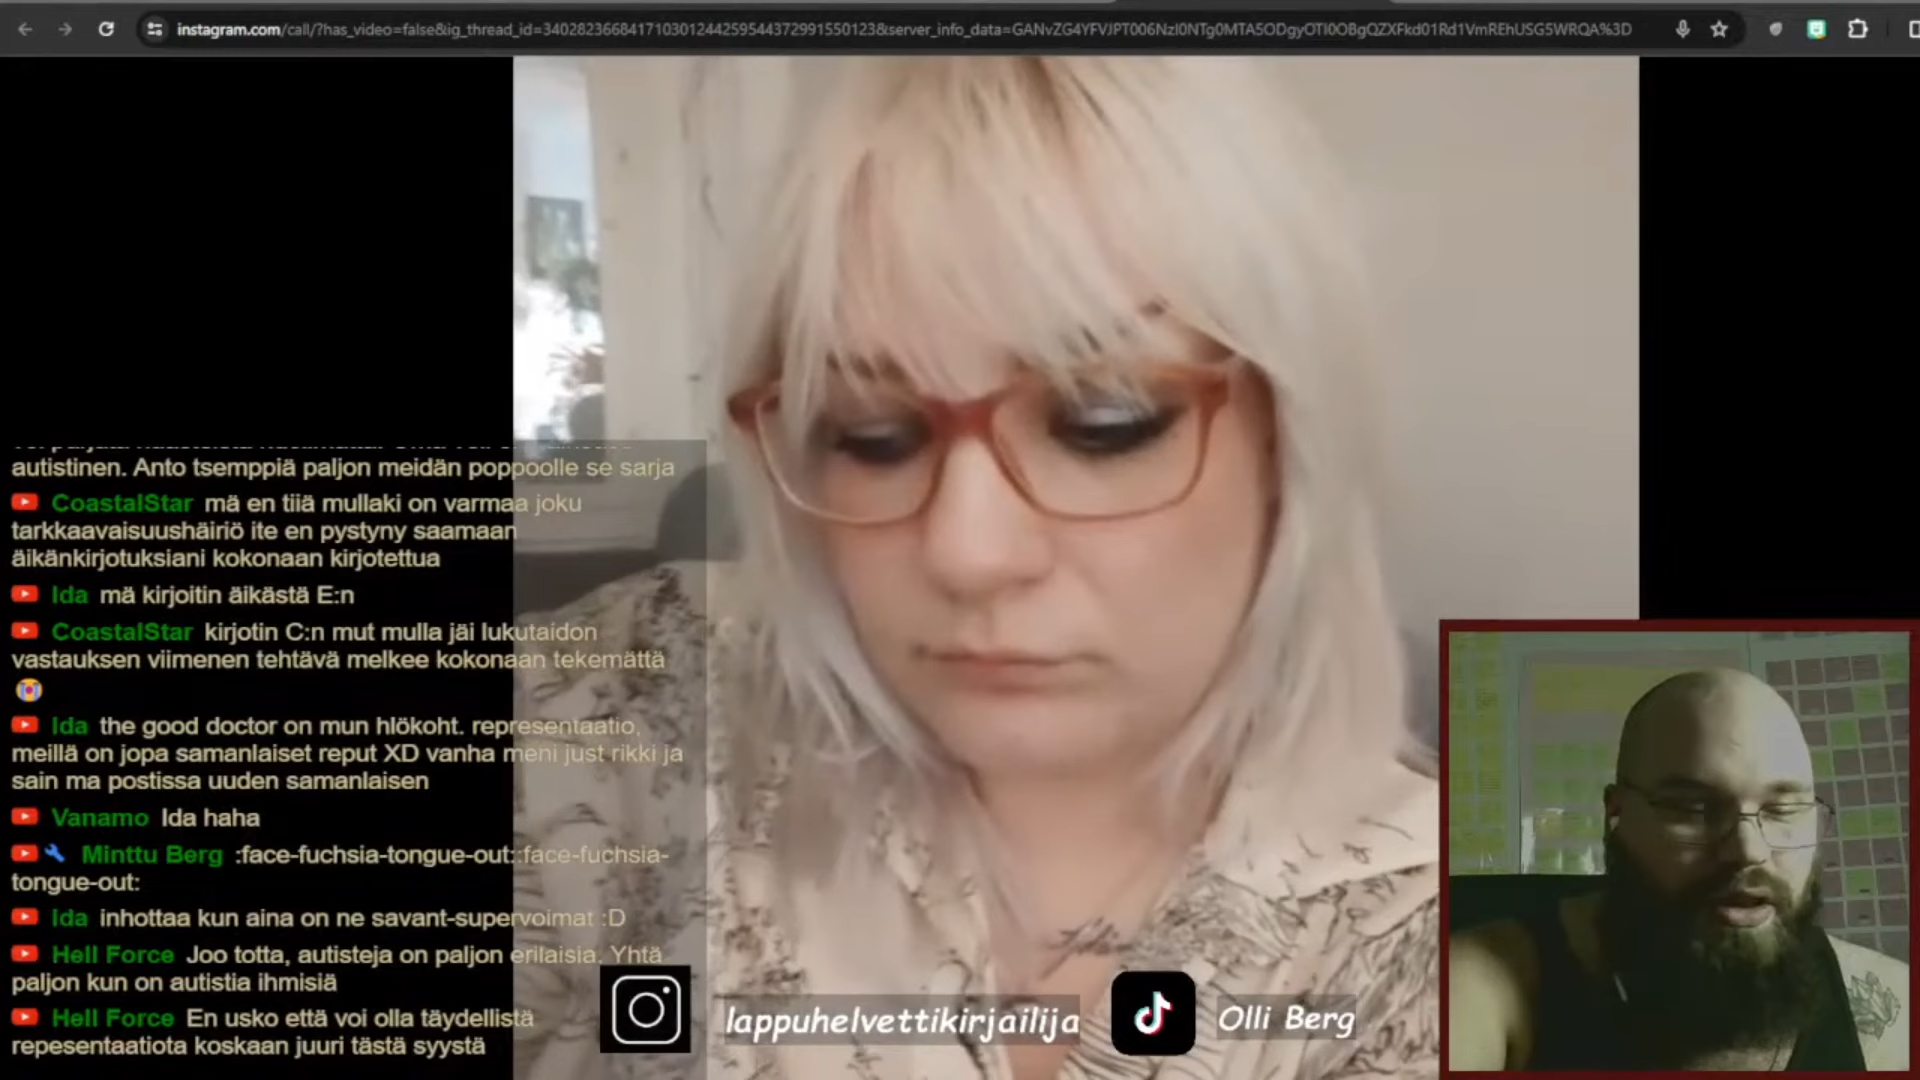 instagram.com/call/?has_video=false&ig_thread_id=340282366841710301244259544372991550123&server_info_data=GANvZG4YFVJPT006NzI0NTg0MTA5ODgyOTI0OBgQZXFkd01Rd1VmREhUSG5WRQA%3D
autistinen. Anto tsemppiä paljon meidän poppoolle se sarja
CoastalStar mä en tiiä mullaki on varmaa joku
tarkkaavaisuushäiriö ite en pystyny saamaan
äikänkirjotuksiani kokonaan kirjotettua
Ida mä kirjoitin äikästä E:n
CoastalStar kirjotin C:n mut mulla jäi lukutaidon
vastauksen viimenen tehtävä melkee kokonaan tekemättä
Ida the good doctor on mun hlökoht. representaatio,
meillä on jopa samanlaiset reput XD vanha meni just rikki ja
sain ma postissa uuden samanlaisen
Vanamo Ida haha
Minttu Berg :face-fuchsia-tongue-out::face-fuchsia-
tongue-out:
Ida inhottaa kun aina on ne savant-supervoimat :D
Hell Force Joo totta, autisteja on paljon erilaisia. Yhtä
paljon kun on autistia ihmisiä
Hell Force En usko että voi olla täydellistä
repesentaatiota koskaan juuri tästä syystä
lappuhelvettikirjailija
Olli Berg